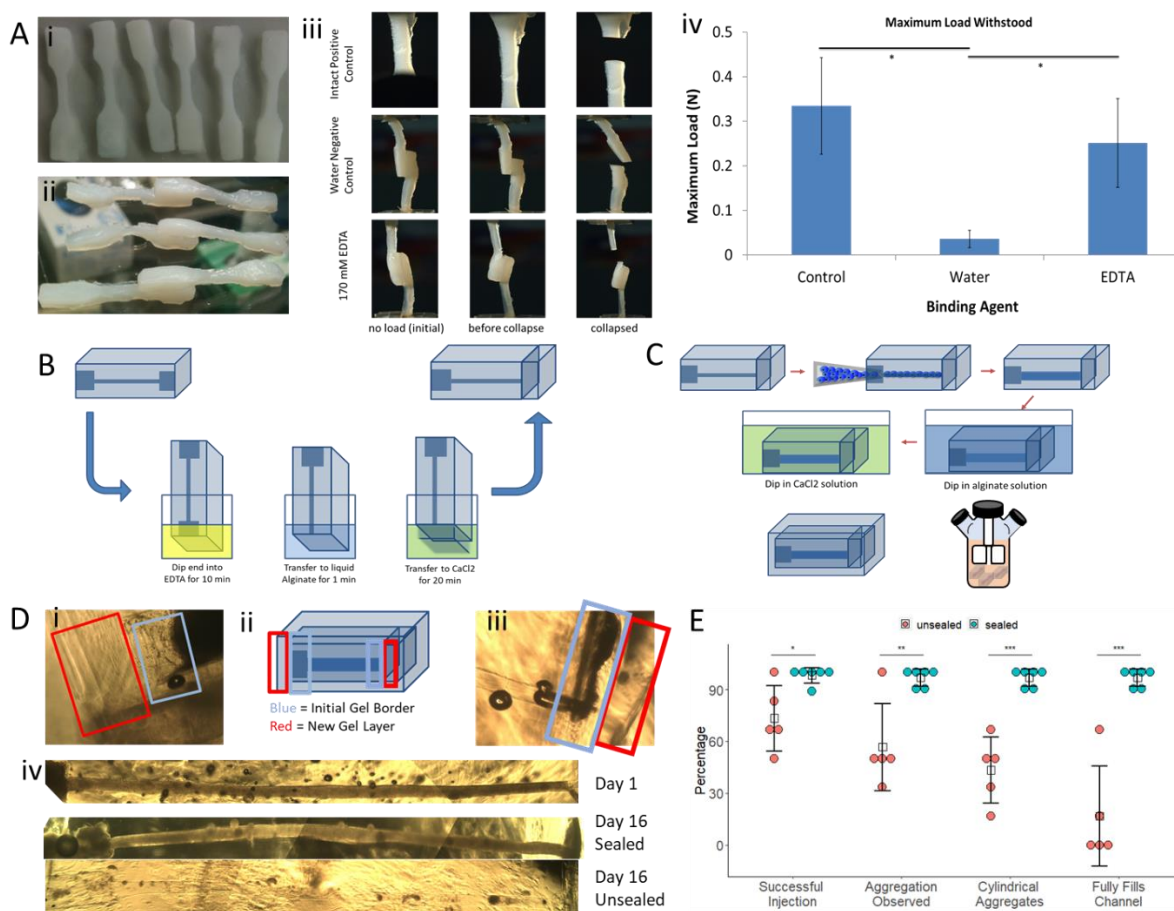 A
i
ii
iii
Intact Positive
Control
Water Negative
Control
170 mM EDTA
no load (initial)
before collapse
collapsed
iv
Maximum Load Withstood
*
*
Maximum Load (N)
0.5
0.4
0.3
0.2
0.1
0
Control
Water
EDTA
Binding Agent
B
Dip end into
EDTA for 10 min
Transfer to liquid
Alginate for 1 min
Transfer to CaCl2
for 20 min
C
Dip in CaCl2 solution
Dip in alginate solution
D
i
ii
Blue = Initial Gel Border
Red = New Gel Layer
iii
iv
Day 1
Day 16
Sealed
Day 16
Unsealed
E
unsealed
sealed
*
**
***
***
Percentage
90
60
30
0
Successful
Injection
Aggregation
Observed
Cylindrical
Aggregates
Fully Fills
Channel